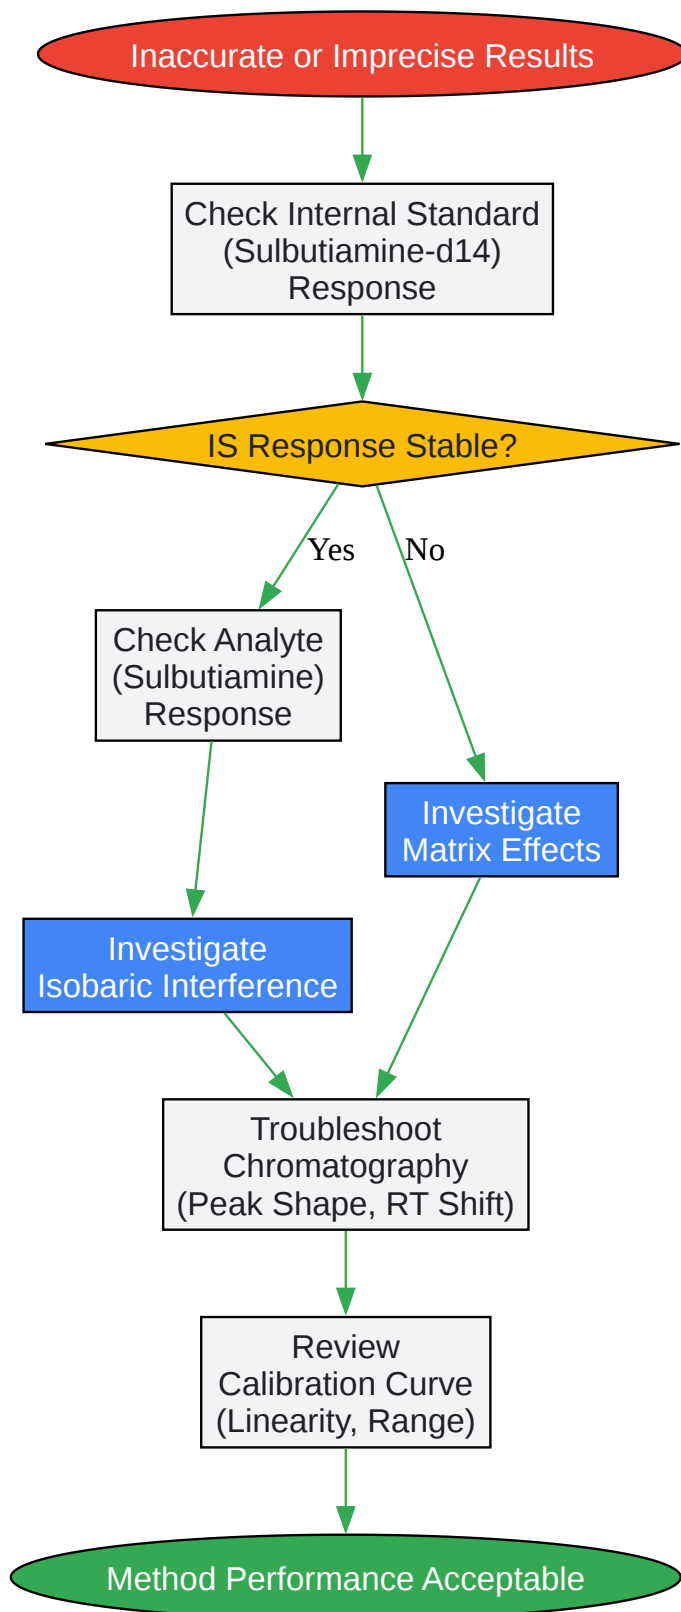 Inaccurate or Imprecise Results
Check Internal Standard
(Sulbutiamine-d14)
Response
IS Response Stable?
Yes
No
Check Analyte
(Sulbutiamine)
Response
Investigate
Matrix Effects
Investigate
Isobaric Interference
Troubleshoot
Chromatography
(Peak Shape, RT Shift)
Review
Calibration Curve
(Linearity, Range)
Method Performance Acceptable